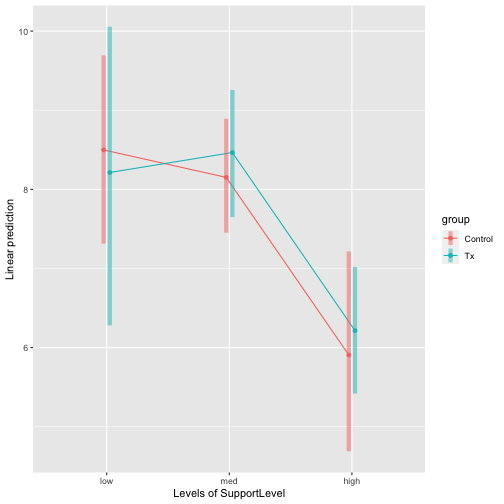 10
8
6
Linear prediction
low
med
high
Levels of SupportLevel
group
Control
Tx